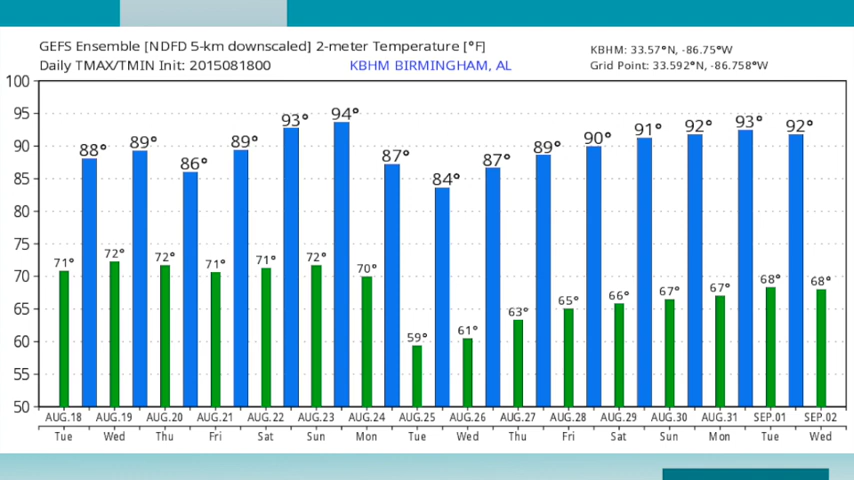 GEFS Ensemble [NDFD 5-km downscaled] 2-meter Temperature [°F]
Daily TMAX/TMIN Init: 2015081800
KBHM BIRMINGHAM, AL
KBHM: 33.57°N, -86.75°W
Grid Point: 33.592°N, -86.758°W
100
95
90
85
80
75
70
65
60
55
50
88° 89° 86° 89° 93° 94° 87° 84° 87° 89° 90° 91° 92° 93° 92°
71° 72° 72° 71° 71° 72° 70° 59° 61° 63° 65° 66° 67° 67° 68° 68°
AUG.18 AUG.19 AUG.20 AUG.21 AUG.22 AUG.23 AUG.24 AUG.25 AUG.26 AUG.27 AUG.28 AUG.29 AUG.30 AUG.31 SEP.01 SEP.02
Tue Wed Thu Fri Sat Sun Mon Tue Wed Thu Fri Sat Sun Mon Tue Wed